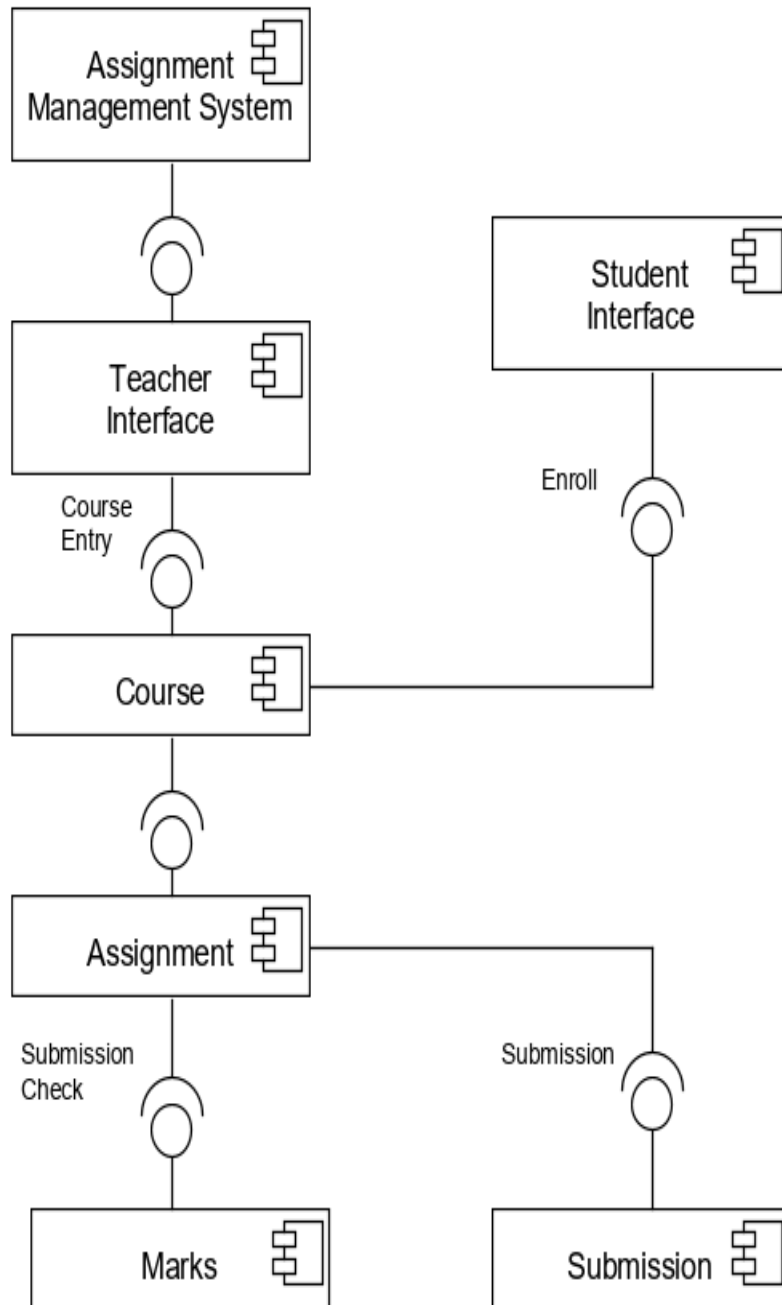 Assignment
Management System
Student
Interface
Teacher
Interface
Course
Entry
Enroll
Course
Assignment
Submission
Check
Submission
Marks
Submission